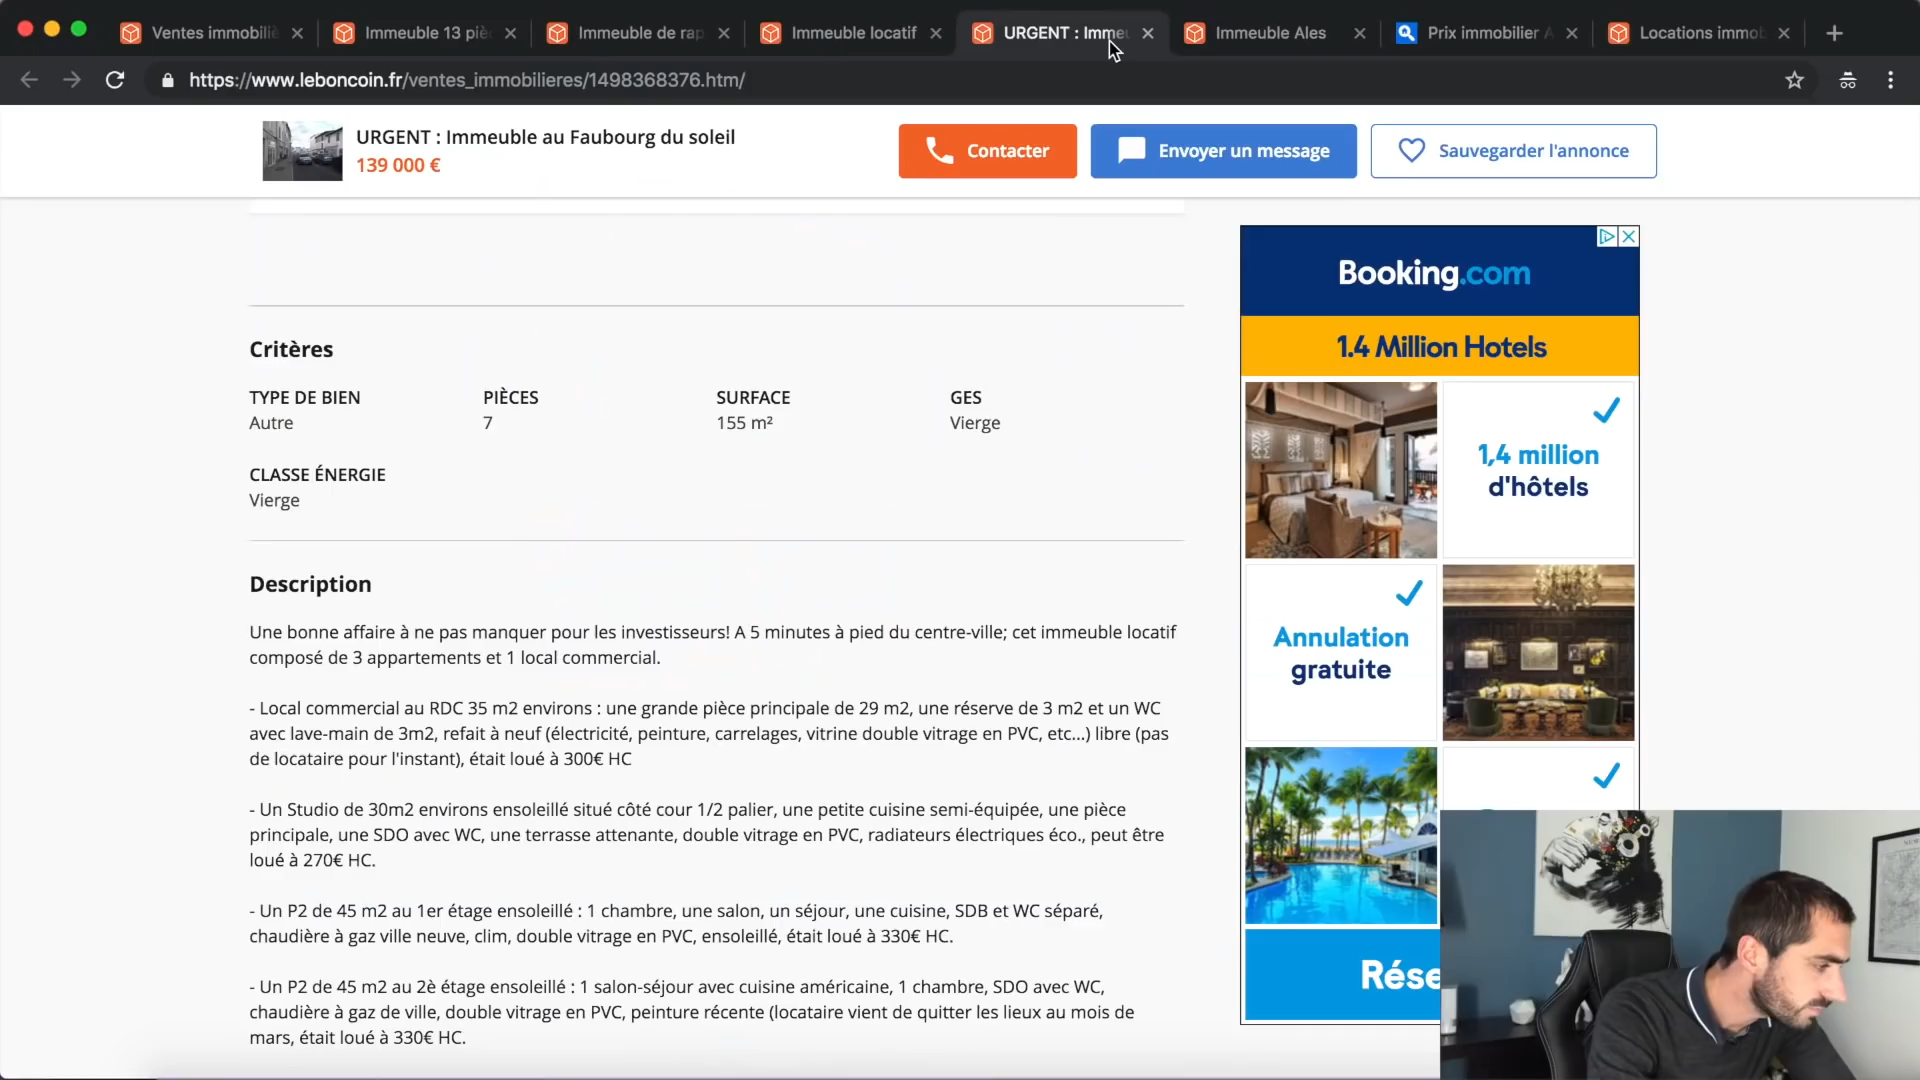 Ventes immobiliè
Immeuble 13 piè
Immeuble de rap
Immeuble locatif
URGENT : Imme
Immeuble Ales
Prix immobilier A
Locations immob
https://www.leboncoin.fr/ventes_immobilieres/1498368376.htm/
URGENT : Immeuble au Faubourg du soleil
139 000 €
Contacter
Envoyer un message
Sauvegarder l'annonce
Critères
TYPE DE BIEN
Autre
PIÈCES
7
SURFACE
155 m²
GES
Vierge
CLASSE ÉNERGIE
Vierge
Description
Une bonne affaire à ne pas manquer pour les investisseurs! A 5 minutes à pied du centre-ville; cet immeuble locatif
composé de 3 appartements et 1 local commercial.
- Local commercial au RDC 35 m2 environs : une grande pièce principale de 29 m2, une réserve de 3 m2 et un WC
avec lave-main de 3m2, refait à neuf (électricité, peinture, carrelages, vitrine double vitrage en PVC, etc...) libre (pas
de locataire pour l'instant), était loué à 300€ HC
- Un Studio de 30m2 environs ensoleillé situé côté cour 1/2 palier, une petite cuisine semi-équipée, une pièce
principale, une SDO avec WC, une terrasse attenante, double vitrage en PVC, radiateurs électriques éco., peut être
loué à 270€ HC.
- Un P2 de 45 m2 au 1er étage ensoleillé : 1 chambre, une salon, un séjour, une cuisine, SDB et WC séparé,
chaudière à gaz ville neuve, clim, double vitrage en PVC, ensoleillé, était loué à 330€ HC.
- Un P2 de 45 m2 au 2è étage ensoleillé : 1 salon-séjour avec cuisine américaine, 1 chambre, SDO avec WC,
chaudière à gaz de ville, double vitrage en PVC, peinture récente (locataire vient de quitter les lieux au mois de
mars, était loué à 330€ HC.
Booking.com
1.4 Million Hotels
1,4 million
d'hôtels
Annulation
gratuite
Rése